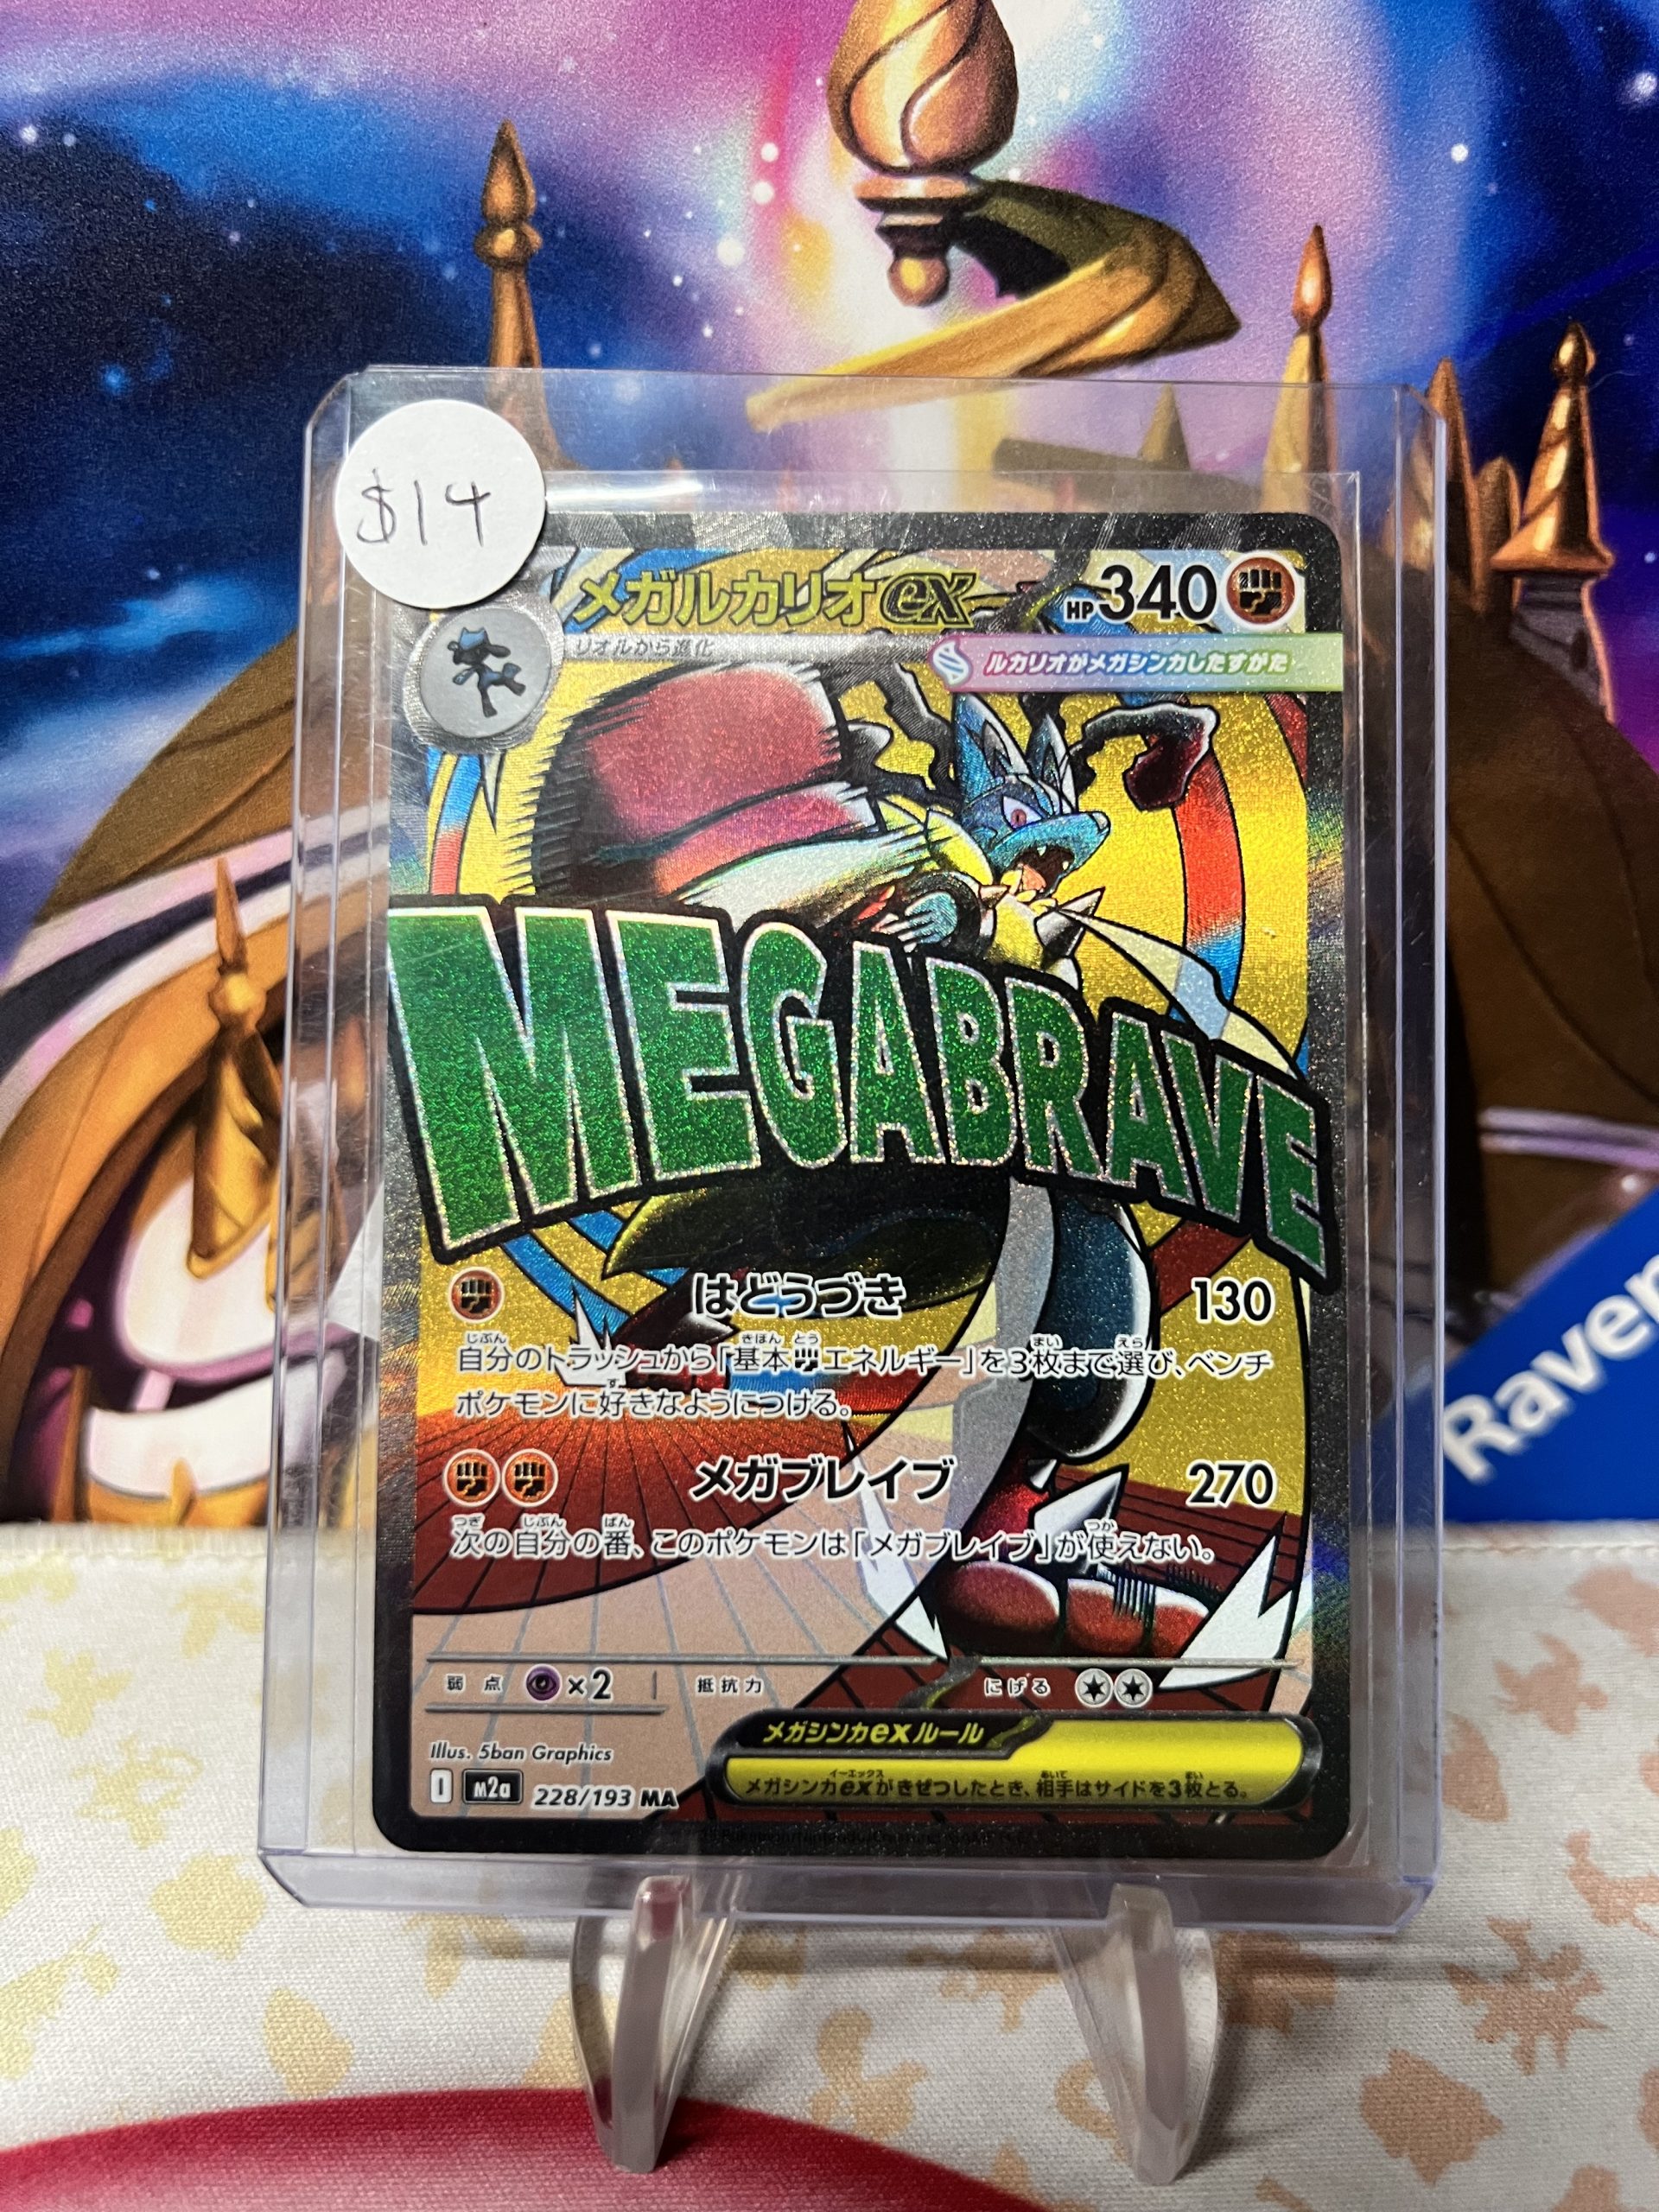 $14
メガルカリオex HP340
リオルから進化
ルカリオがメガシンカしたすがた
MEGABRAVE
はどうづき 130
自分のトラッシュから「基本エネルギー」を3枚まで選び、ベンチ
ポケモンに好きなようにつける。
メガブレイブ 270
次の自分の番、このポケモンは「メガブレイブ」が使えない。
弱点 ×2 抵抗力 にげる
メガシンカexルール
メガシンカexがきぜつしたとき、相手はサイドを3枚とる。
Illus. 5ban Graphics
I M2a 228/193 MA
Raven